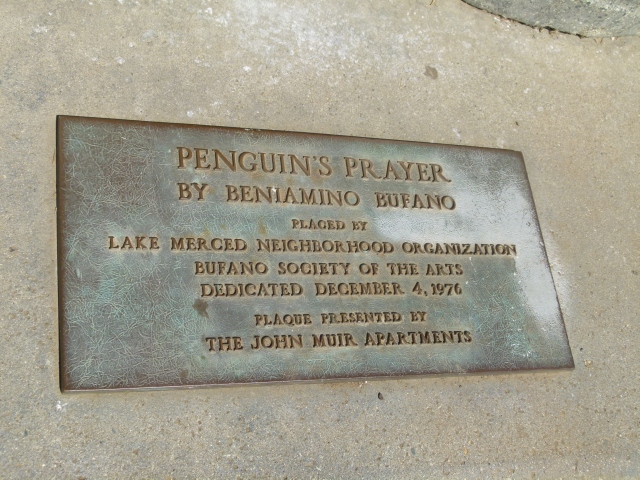 PENGUIN'S PRAYER
BY BENIAMINO BUFANO
PLACED BY
LAKE MERCED NEIGHBORHOOD ORGANIZATION
BUFANO SOCIETY OF THE ARTS
DEDICATED DECEMBER 4, 1976
PLAQUE PRESENTED BY
THE JOHN MUIR APARTMENTS